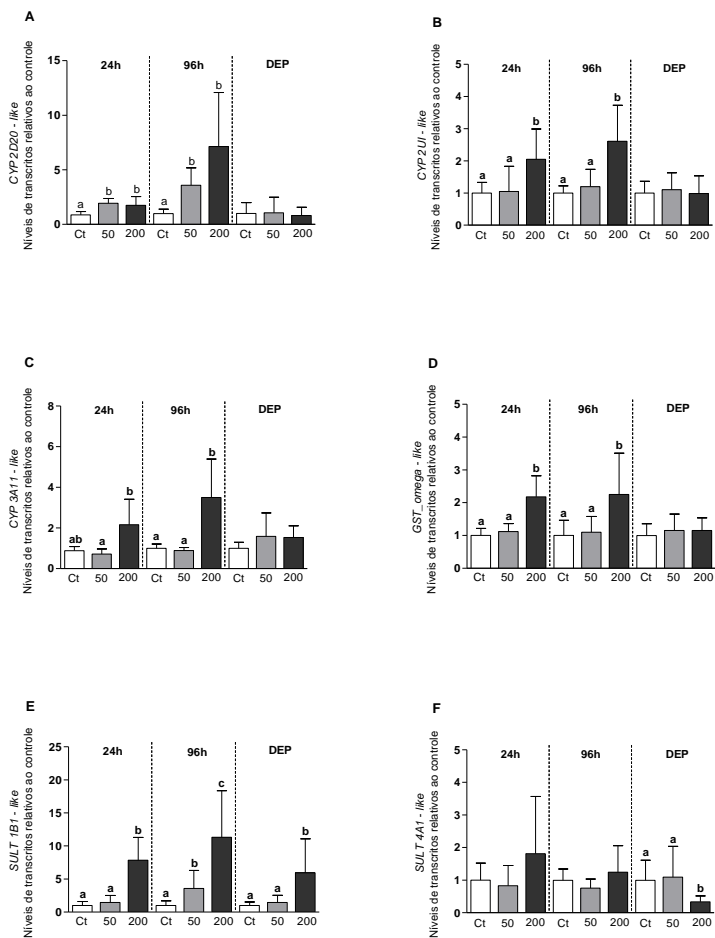 A
CYP 2D20 - like
Níveis de transcritos relativos ao controle
24h 96h DEP
15
10
5
0
a b b a b b
Ct 50 200 Ct 50 200 Ct 50 200
B
CYP 2UI - like
Níveis de transcritos relativos ao controle
24h 96h DEP
5
4
3
2
1
0
a a b a a b
Ct 50 200 Ct 50 200 Ct 50 200
C
CYP 3A11 - like
Níveis de transcritos relativos ao controle
24h 96h DEP
8
6
4
2
0
ab a b a a b
Ct 50 200 Ct 50 200 Ct 50 200
D
GST_omega - like
Níveis de transcritos relativos ao controle
24h 96h DEP
5
4
3
2
1
0
a a b a a b
Ct 50 200 Ct 50 200 Ct 50 200
E
SULT 1B1 - like
Níveis de transcritos relativos ao controle
24h 96h DEP
25
20
15
10
5
0
a a b a b c a a b
Ct 50 200 Ct 50 200 Ct 50 200
F
SULT 4A1 - like
Níveis de transcritos relativos ao controle
24h 96h DEP
5
4
3
2
1
0
a a b
Ct 50 200 Ct 50 200 Ct 50 200